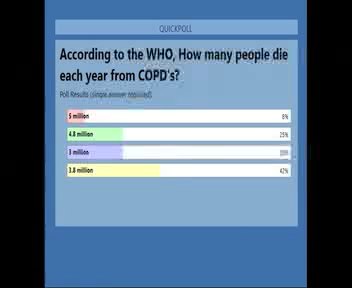 QUICKPOLL
According to the WHO, How many people die
each year from COPD's?
Poll Results (single answer required):
5 million 8%
4.8 million 25%
3 million 25%
3.8 million 42%